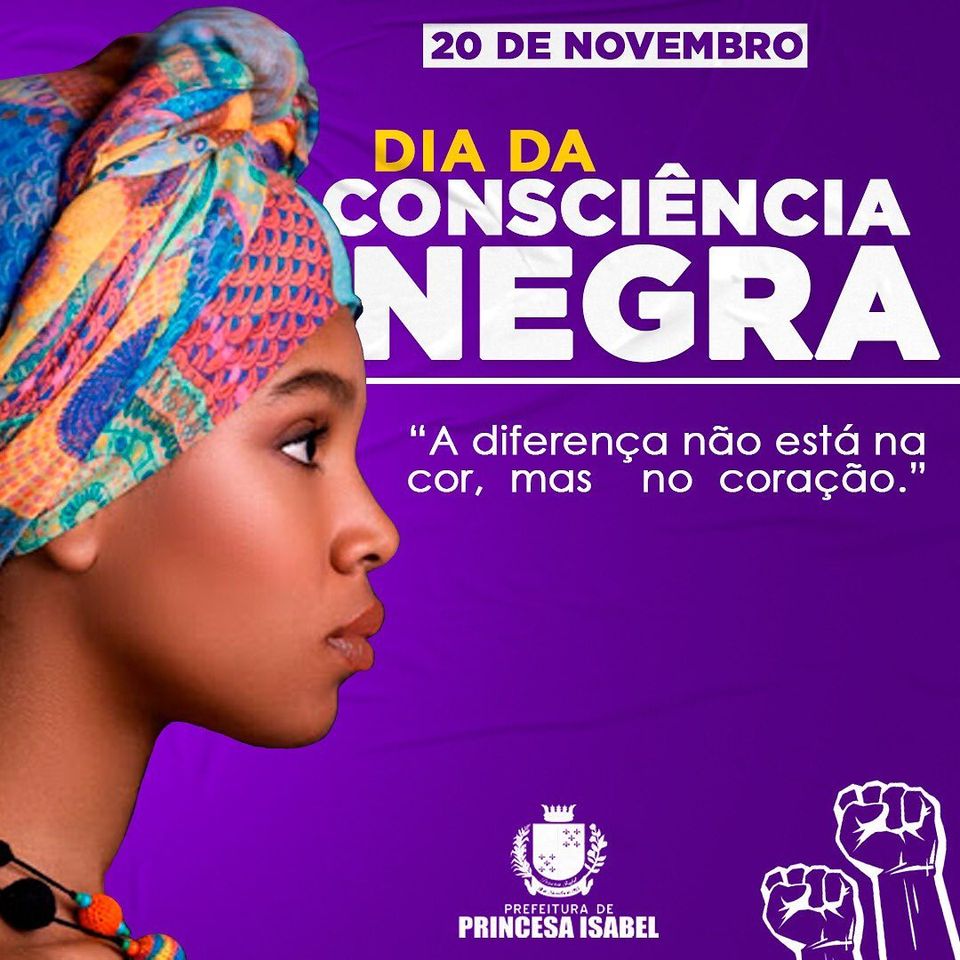 20 DE NOVEMBRO
DIA DA
CONSCIÊNCIA
NEGRA
“A diferença não está na
cor, mas no coração.”
PREFEITURA DE
PRINCESA ISABEL